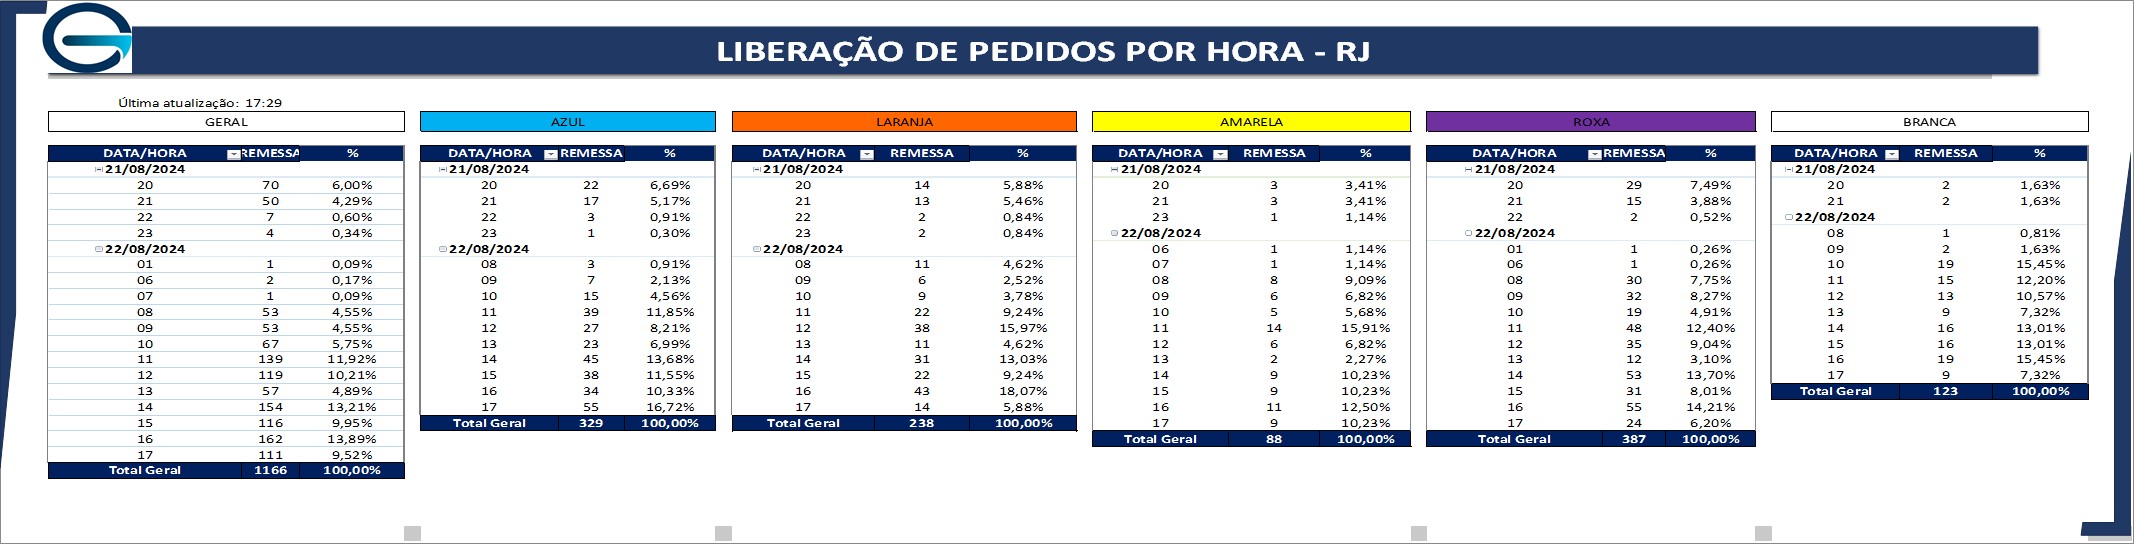 LIBERAÇÃO DE PEDIDOS POR HORA - RJ
Última atualização: 17:29
GERAL
DATA/HORA REMESSA %
21/08/2024
20 70 6,00%
21 50 4,29%
22 7 0,60%
23 4 0,34%
22/08/2024
01 1 0,09%
06 2 0,17%
07 1 0,09%
08 53 4,55%
09 53 4,55%
10 67 5,75%
11 139 11,92%
12 119 10,21%
13 57 4,89%
14 154 13,21%
15 116 9,95%
16 162 13,89%
17 111 9,52%
Total Geral 1166 100,00%
AZUL
DATA/HORA REMESSA %
21/08/2024
20 22 6,69%
21 17 5,17%
22 3 0,91%
23 1 0,30%
22/08/2024
08 3 0,91%
09 7 2,13%
10 15 4,56%
11 39 11,85%
12 27 8,21%
13 23 6,99%
14 45 13,68%
15 38 11,55%
16 34 10,33%
17 55 16,72%
Total Geral 329 100,00%
LARANJA
DATA/HORA REMESSA %
21/08/2024
20 14 5,88%
21 13 5,46%
22 2 0,84%
23 2 0,84%
22/08/2024
08 11 4,62%
09 6 2,52%
10 9 3,78%
11 22 9,24%
12 38 15,97%
13 11 4,62%
14 31 13,03%
15 22 9,24%
16 43 18,07%
17 14 5,88%
Total Geral 238 100,00%
AMARELA
DATA/HORA REMESSA %
21/08/2024
20 3 3,41%
21 3 3,41%
23 1 1,14%
22/08/2024
06 1 1,14%
07 1 1,14%
08 8 9,09%
09 6 6,82%
10 5 5,68%
11 14 15,91%
12 6 6,82%
13 2 2,27%
14 9 10,23%
15 9 10,23%
16 11 12,50%
17 9 10,23%
Total Geral 88 100,00%
ROXA
DATA/HORA REMESSA %
21/08/2024
20 29 7,49%
21 15 3,88%
22 2 0,52%
22/08/2024
01 1 0,26%
06 1 0,26%
08 30 7,75%
09 32 8,27%
10 19 4,91%
11 48 12,40%
12 35 9,04%
13 12 3,10%
14 53 13,70%
15 31 8,01%
16 55 14,21%
17 24 6,20%
Total Geral 387 100,00%
BRANCA
DATA/HORA REMESSA %
21/08/2024
20 2 1,63%
21 2 1,63%
22/08/2024
08 1 0,81%
09 2 1,63%
10 19 15,45%
11 15 12,20%
12 13 10,57%
13 9 7,32%
14 16 13,01%
15 16 13,01%
16 19 15,45%
17 9 7,32%
Total Geral 123 100,00%